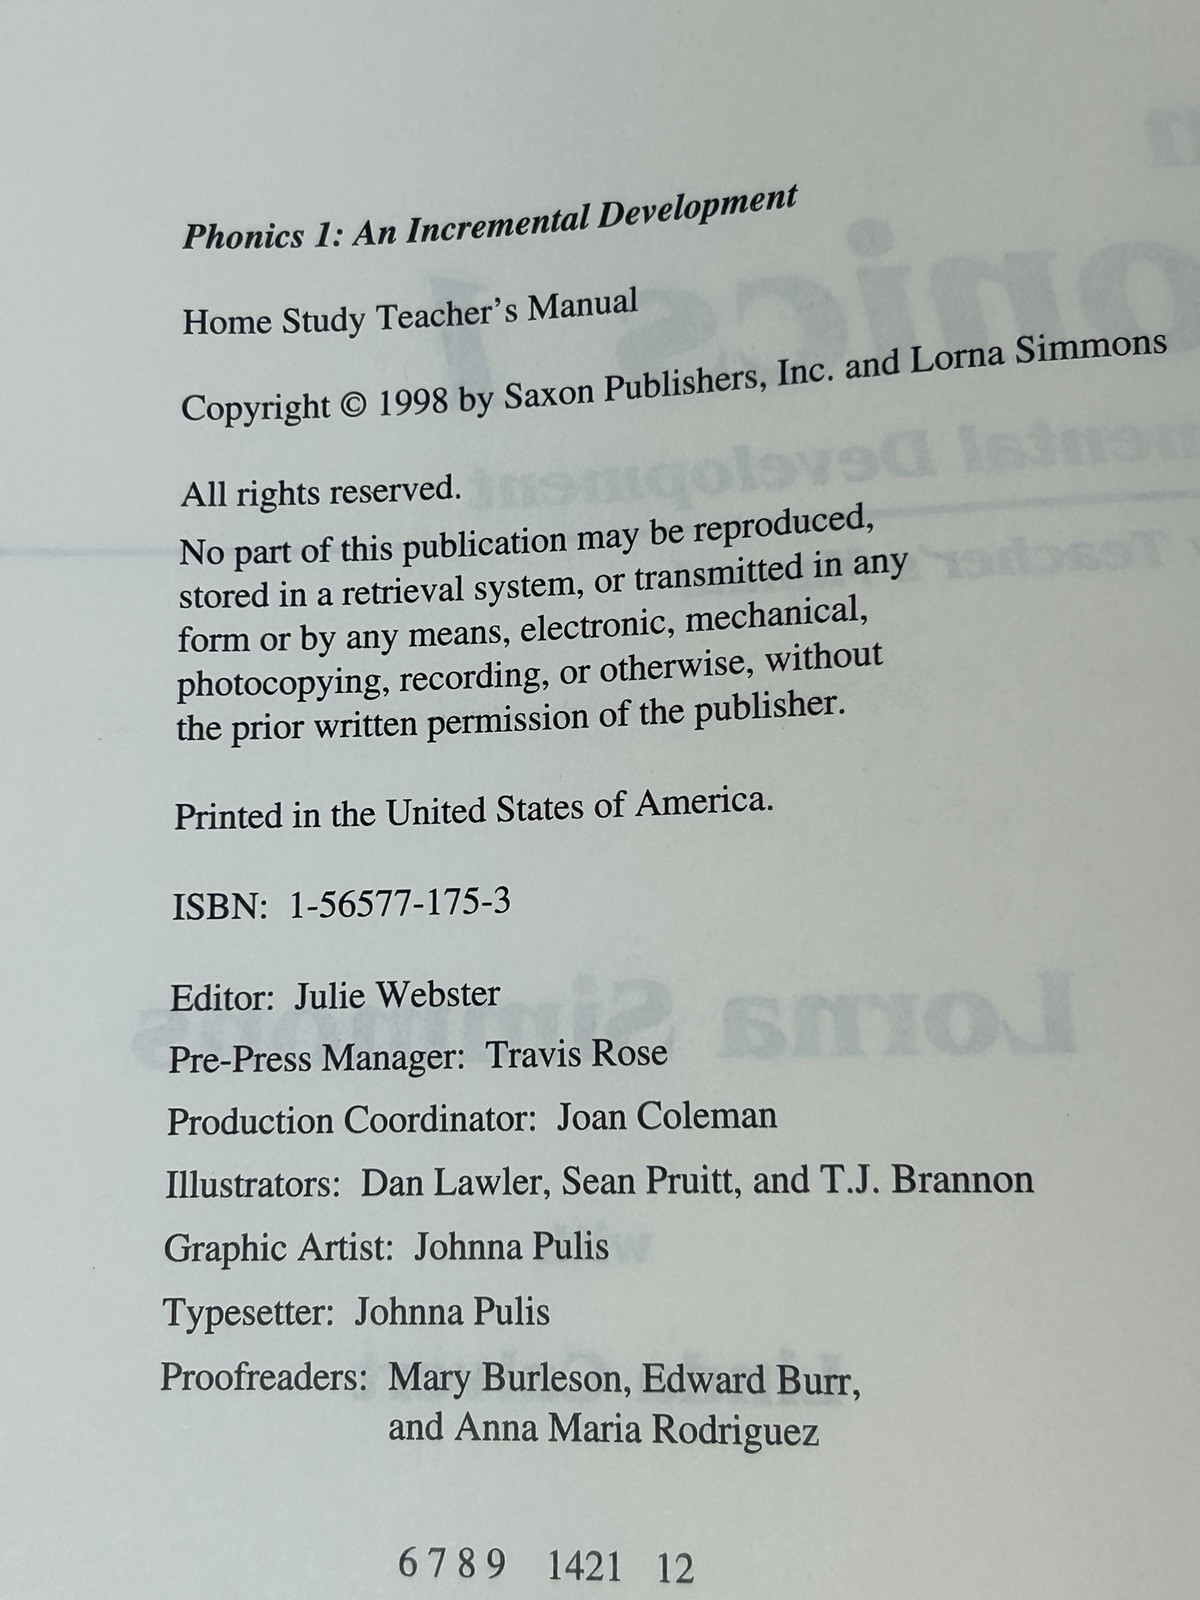 Phonics 1: An Incremental Development
Home Study Teacher's Manual
Copyright © 1998 by Saxon Publishers, Inc. and Lorna Simmons
All rights reserved.
No part of this publication may be reproduced,
stored in a retrieval system, or transmitted in any
form or by any means, electronic, mechanical,
photocopying, recording, or otherwise, without
the prior written permission of the publisher.
Printed in the United States of America.
ISBN: 1-56577-175-3
Editor: Julie Webster
Pre-Press Manager: Travis Rose
Production Coordinator: Joan Coleman
Illustrators: Dan Lawler, Sean Pruitt, and T.J. Brannon
Graphic Artist: Johnna Pulis
Typesetter: Johnna Pulis
Proofreaders: Mary Burleson, Edward Burr,
and Anna Maria Rodriguez
6 7 8 9 1421 12